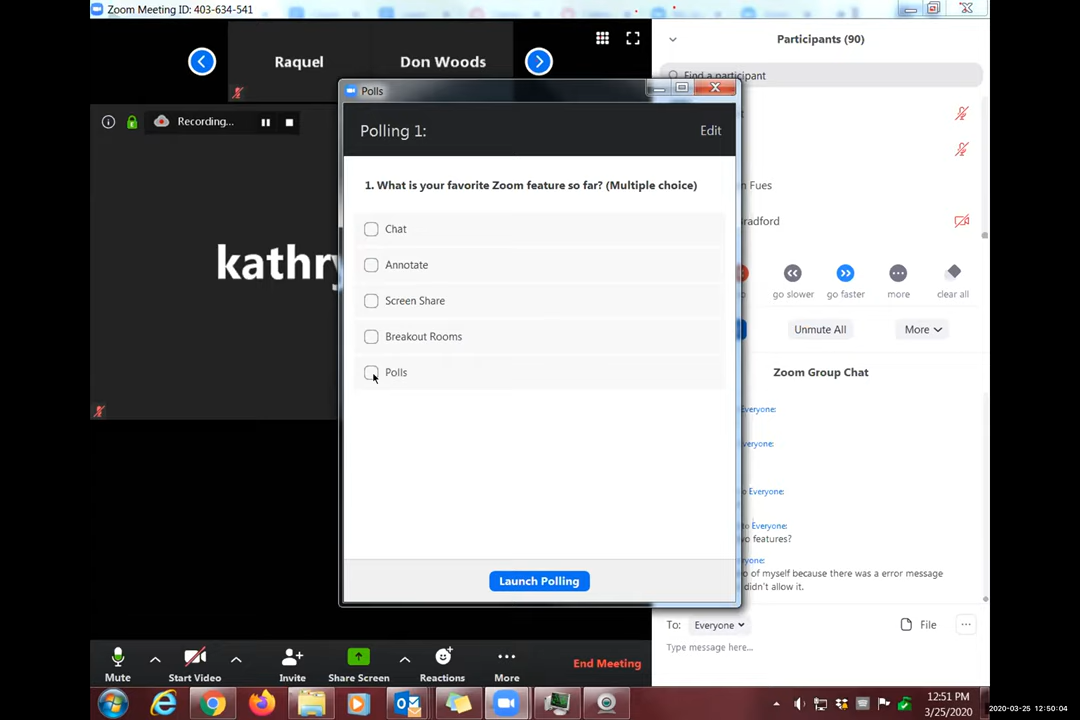 Zoom Meeting ID: 403-634-541
Raquel
Don Woods
Recording...
kathry
Polls
Polling 1:
Edit
1. What is your favorite Zoom feature so far? (Multiple choice)
Chat
Annotate
Screen Share
Breakout Rooms
Polls
Launch Polling
Participants (90)
Find a participant
Fues
radford
go slower
go faster
more
clear all
Unmute All
More
Zoom Group Chat
Everyone:
veryone:
to Everyone:
to Everyone:
vo features?
yone:
o of myself because there was a error message
didn't allow it.
To: Everyone
File
Type message here...
Mute
Start Video
Invite
Share Screen
Reactions
More
End Meeting
12:51 PM
3/25/2020
2020-03-25 12:50:04